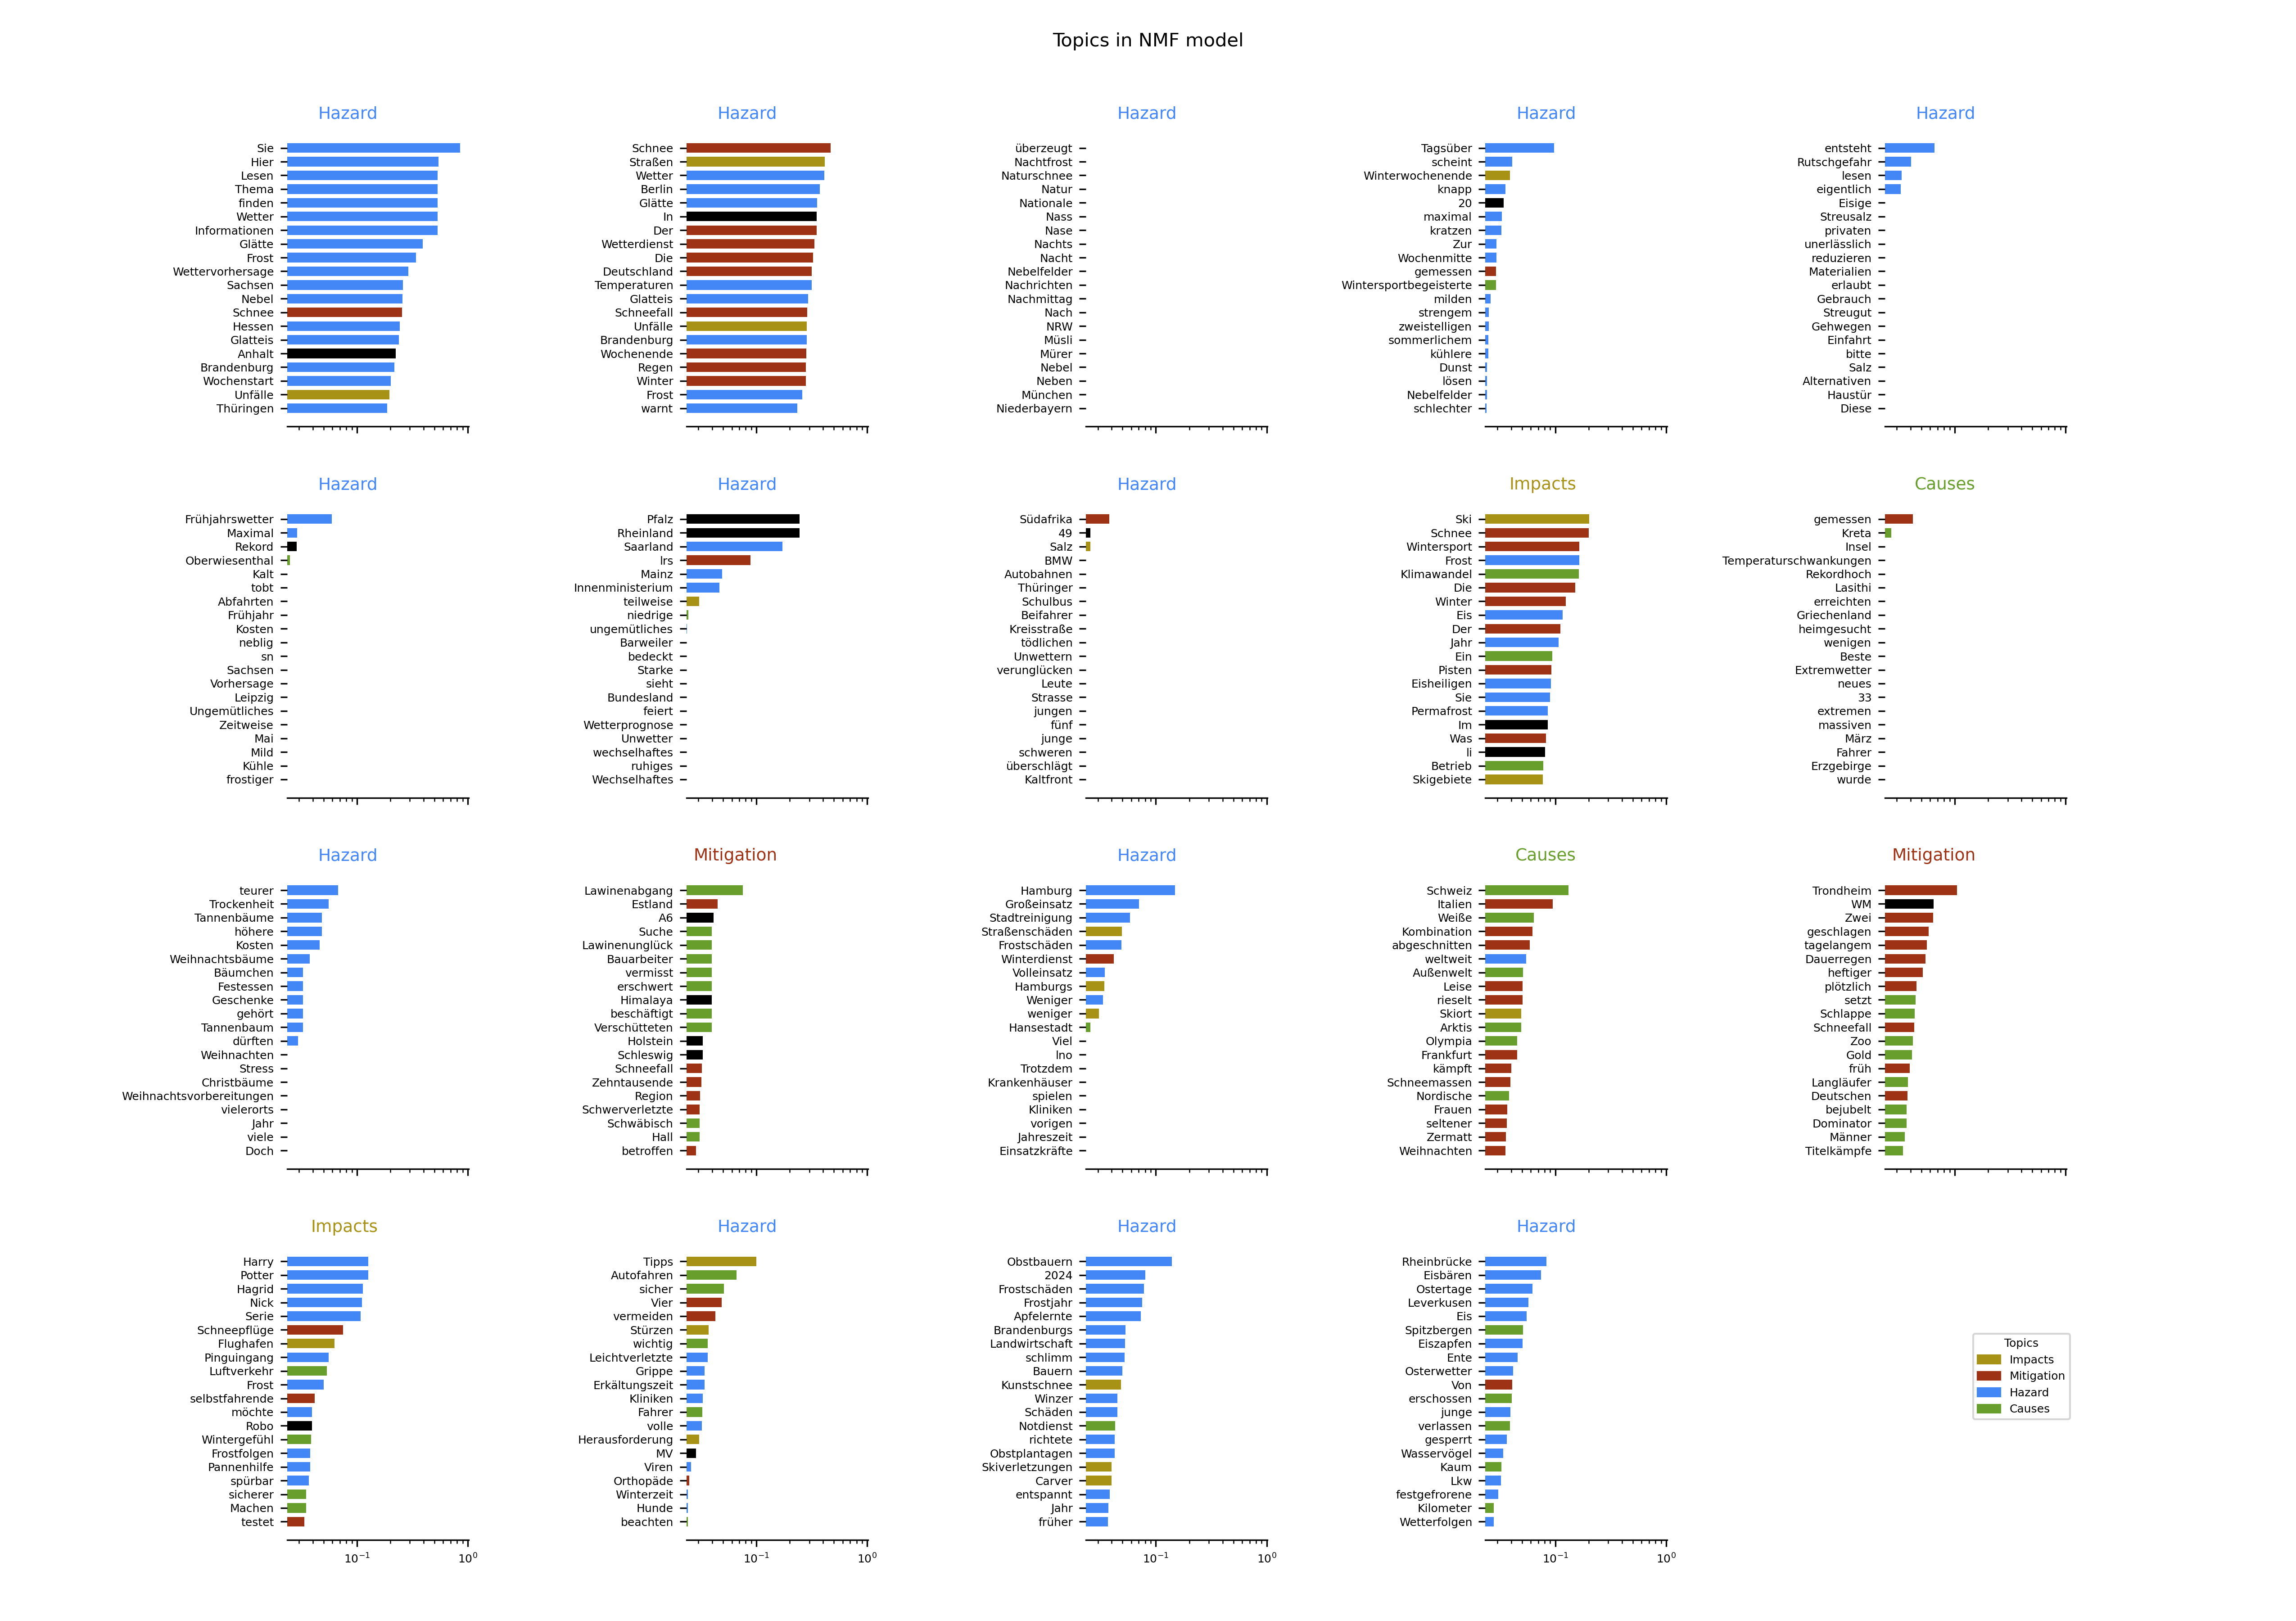 Topics in NMF model
Hazard
Sie
Hier
Lesen
Thema
finden
Wetter
Informationen
Glätte
Frost
Wettervorhersage
Sachsen
Nebel
Schnee
Hessen
Glatteis
Anhalt
Brandenburg
Wochenstart
Unfälle
Thüringen
Hazard
Schnee
Straßen
Wetter
Berlin
Glätte
In
Der
Wetterdienst
Die
Deutschland
Temperaturen
Glatteis
Schneefall
Unfälle
Brandenburg
Wochenende
Regen
Winter
Frost
warnt
Hazard
überzeugt
Nachtfrost
Naturschnee
Natur
Nationale
Nass
Nase
Nachts
Nacht
Nebelfelder
Nachrichten
Nachmittag
Nach
NRW
Müsli
Mürer
Nebel
Neben
München
Niederbayern
Hazard
Tagsüber
scheint
Winterwochenende
knapp
20
maximal
kratzen
Zur
Wochenmitte
gemessen
Wintersportbegeisterte
milden
strengem
zweistelligen
sommerlichem
kühlere
Dunst
lösen
Nebelfelder
schlechter
Hazard
entsteht
Rutschgefahr
lesen
eigentlich
Eisige
Streusalz
privaten
unerlässlich
reduzieren
Materialien
erlaubt
Gebrauch
Streugut
Gehwegen
Einfahrt
bitte
Salz
Alternativen
Haustür
Diese
Hazard
Frühjahrswetter
Maximal
Rekord
Oberwiesenthal
Kalt
tobt
Abfahrten
Frühjahr
Kosten
neblig
sn
Sachsen
Vorhersage
Leipzig
Ungemütliches
Zeitweise
Mai
Mild
Kühle
frostiger
Hazard
Pfalz
Rheinland
Saarland
lrs
Mainz
Innenministerium
teilweise
niedrige
ungemütliches
Barweiler
bedeckt
Starke
sieht
Bundesland
feiert
Wetterprognose
Unwetter
wechselhaftes
ruhiges
Wechselhaftes
Hazard
Südafrika
49
Salz
BMW
Autobahnen
Thüringer
Schulbus
Beifahrer
Kreisstraße
tödlichen
Unwettern
verunglücken
Leute
Strasse
jungen
fünf
junge
schweren
überschlägt
Kaltfront
Impacts
Ski
Schnee
Wintersport
Frost
Klimawandel
Die
Winter
Eis
Der
Jahr
Ein
Pisten
Eisheiligen
Sie
Permafrost
Im
Was
li
Betrieb
Skigebiete
Causes
gemessen
Kreta
Insel
Temperaturschwankungen
Rekordhoch
Lasithi
erreichten
Griechenland
heimgesucht
wenigen
Beste
Extremwetter
neues
33
extremen
massiven
März
Fahrer
Erzgebirge
wurde
Hazard
teurer
Trockenheit
Tannenbäume
höhere
Kosten
Weihnachtsbäume
Bäumchen
Festessen
Geschenke
gehört
Tannenbaum
dürften
Weihnachten
Stress
Christbäume
Weihnachtsvorbereitungen
vielerorts
Jahr
viele
Doch
Mitigation
Lawinenabgang
Estland
A6
Suche
Lawinenunglück
Bauarbeiter
vermisst
erschwert
Himalaya
beschäftigt
Verschütteten
Holstein
Schleswig
Schneefall
Zehntausende
Region
Schwerverletzte
Schwäbisch
Hall
betroffen
Hazard
Hamburg
Großeinsatz
Stadtreinigung
Straßenschäden
Frostschäden
Winterdienst
Volleinsatz
Hamburgs
Weniger
weniger
Hansestadt
Viel
lno
Trotzdem
Krankenhäuser
spielen
Kliniken
vorigen
Jahreszeit
Einsatzkräfte
Causes
Schweiz
Italien
Weiße
Kombination
abgeschnitten
weltweit
Außenwelt
Leise
rieselt
Skiort
Arktis
Olympia
Frankfurt
kämpft
Schneemassen
Nordische
Frauen
seltener
Zermatt
Weihnachten
Mitigation
Trondheim
WM
Zwei
geschlagen
tagelangem
Dauerregen
heftiger
plötzlich
setzt
Schlappe
Schneefall
Zoo
Gold
früh
Langläufer
Deutschen
bejubelt
Dominator
Männer
Titelkämpfe
Impacts
Harry
Potter
Hagrid
Nick
Serie
Schneepflüge
Flughafen
Pinguingang
Luftverkehr
Frost
selbstfahrende
möchte
Robo
Wintergefühl
Frostfolgen
Pannenhilfe
spürbar
sicherer
Machen
testet
10⁻¹ 10⁰
Hazard
Tipps
Autofahren
sicher
Vier
vermeiden
Stürzen
wichtig
Leichtverletzte
Grippe
Erkältungszeit
Kliniken
Fahrer
volle
Herausforderung
MV
Viren
Orthopäde
Winterzeit
Hunde
beachten
10⁻¹ 10⁰
Hazard
Obstbauern
2024
Frostschäden
Frostjahr
Apfelernte
Brandenburgs
Landwirtschaft
schlimm
Bauern
Kunstschnee
Winzer
Schäden
Notdienst
richtete
Obstplantagen
Skiverletzungen
Carver
entspannt
Jahr
früher
10⁻¹ 10⁰
Hazard
Rheinbrücke
Eisbären
Ostertage
Leverkusen
Eis
Spitzbergen
Eiszapfen
Ente
Osterwetter
Von
erschossen
junge
verlassen
gesperrt
Wasservögel
Kaum
Lkw
festgefrorene
Kilometer
Wetterfolgen
10⁻¹ 10⁰
Topics
Impacts
Mitigation
Hazard
Causes